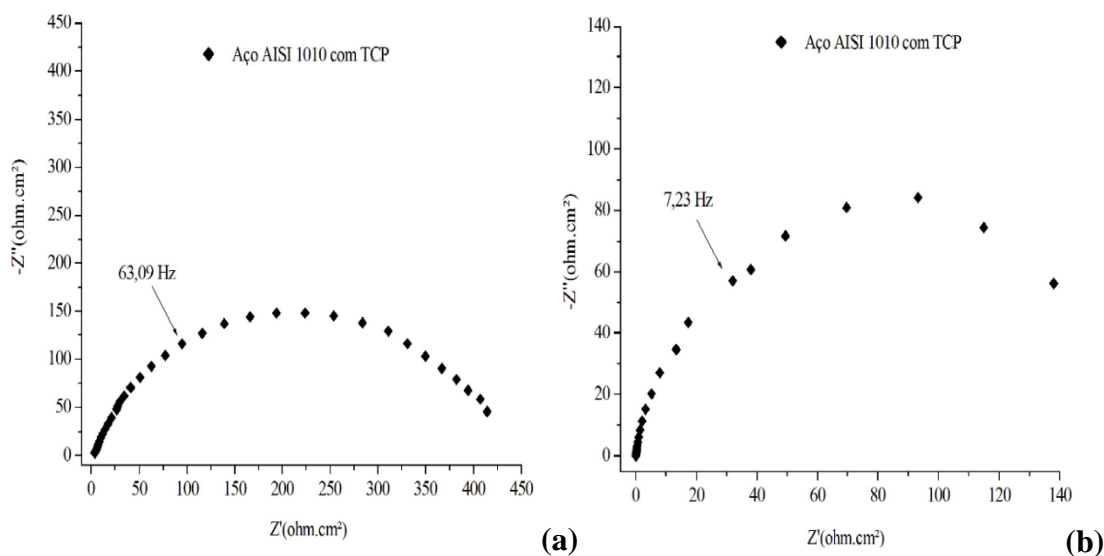 Aço AISI 1010 com TCP
-Z''(ohm.cm²)
450
400
350
300
250
200
150
100
50
0
63,09 Hz
0 50 100 150 200 250 300 350 400 450
Z'(ohm.cm²)
(a)
Aço AISI 1010 com TCP
-Z''(ohm.cm²)
140
120
100
80
60
40
20
0
7,23 Hz
0 20 40 60 80 100 120 140
Z'(ohm.cm²)
(b)